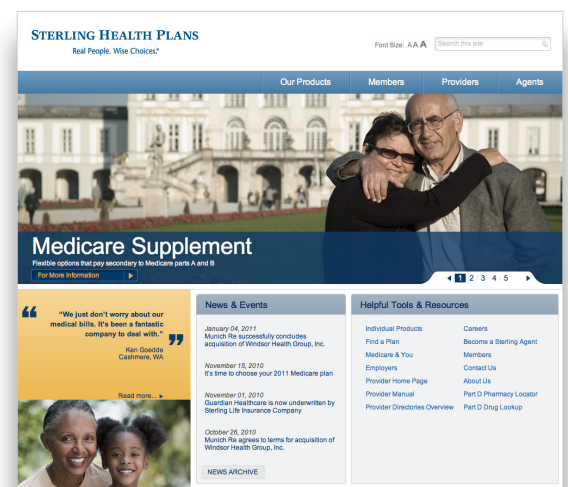 STERLING HEALTH PLANS
Real People. Wise Choices.®
Font Size: A A A
Search this site
Our Products Members Providers Agents
Medicare Supplement
Flexible options that pay secondary to Medicare parts A and B
For More Information
1 2 3 4 5
“We just don't worry about our
medical bills. It's been a fantastic
company to deal with.”
Ken Goedde
Cashmere, WA
Read more...
News & Events
January 04, 2011
Munich Re successfully concludes
acquisition of Windsor Health Group, Inc.
November 15, 2010
It's time to choose your 2011 Medicare plan
November 01, 2010
Guardian Healthcare is now underwritten by
Sterling Life Insurance Company
October 26, 2010
Munich Re agrees to terms for acquisition of
Windsor Health Group, Inc.
NEWS ARCHIVE
Helpful Tools & Resources
Individual Products
Find a Plan
Medicare & You
Employers
Provider Home Page
Provider Manual
Provider Directories Overview
Careers
Become a Sterling Agent
Members
Contact Us
About Us
Part D Pharmacy Locator
Part D Drug Lookup